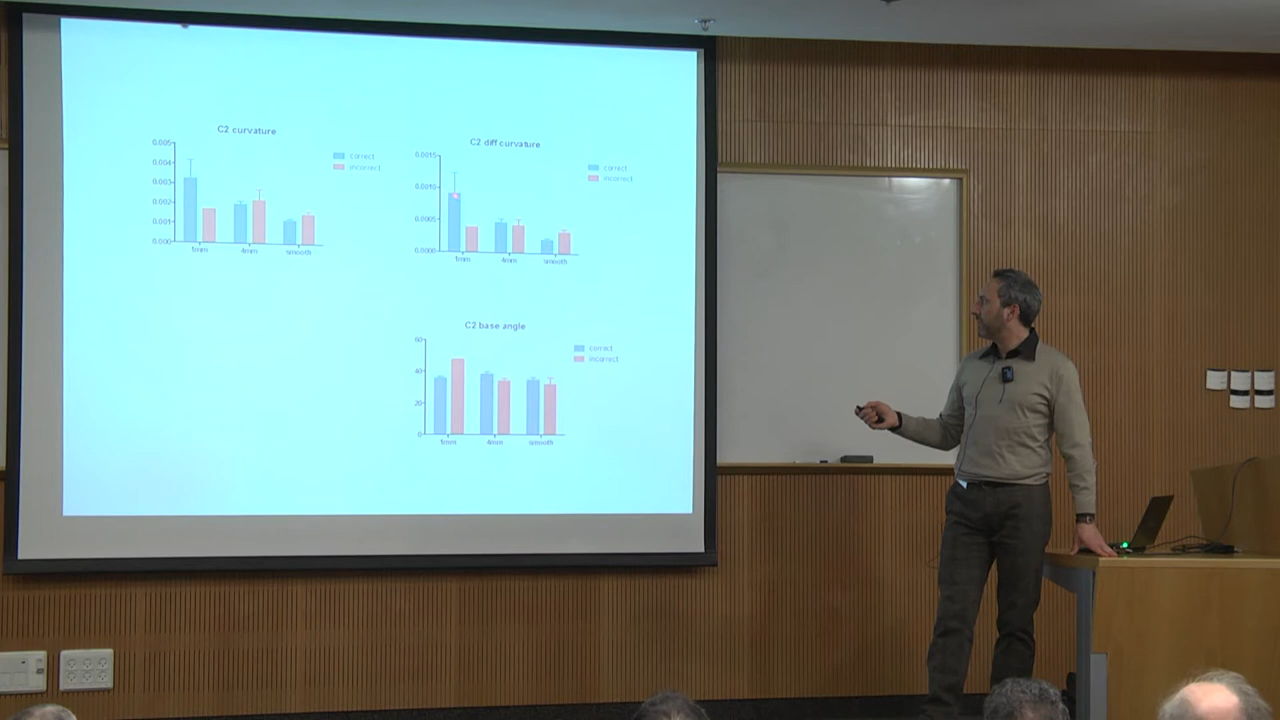 C2 curvature
0.005
0.004
0.003
0.002
0.001
0.000
correct
incorrect
1mm
4mm
smooth
C2 diff curvature
0.0015
0.0010
0.0005
0.0000
correct
incorrect
1mm
4mm
smooth
C2 base angle
60
40
20
0
correct
incorrect
1mm
4mm
smooth